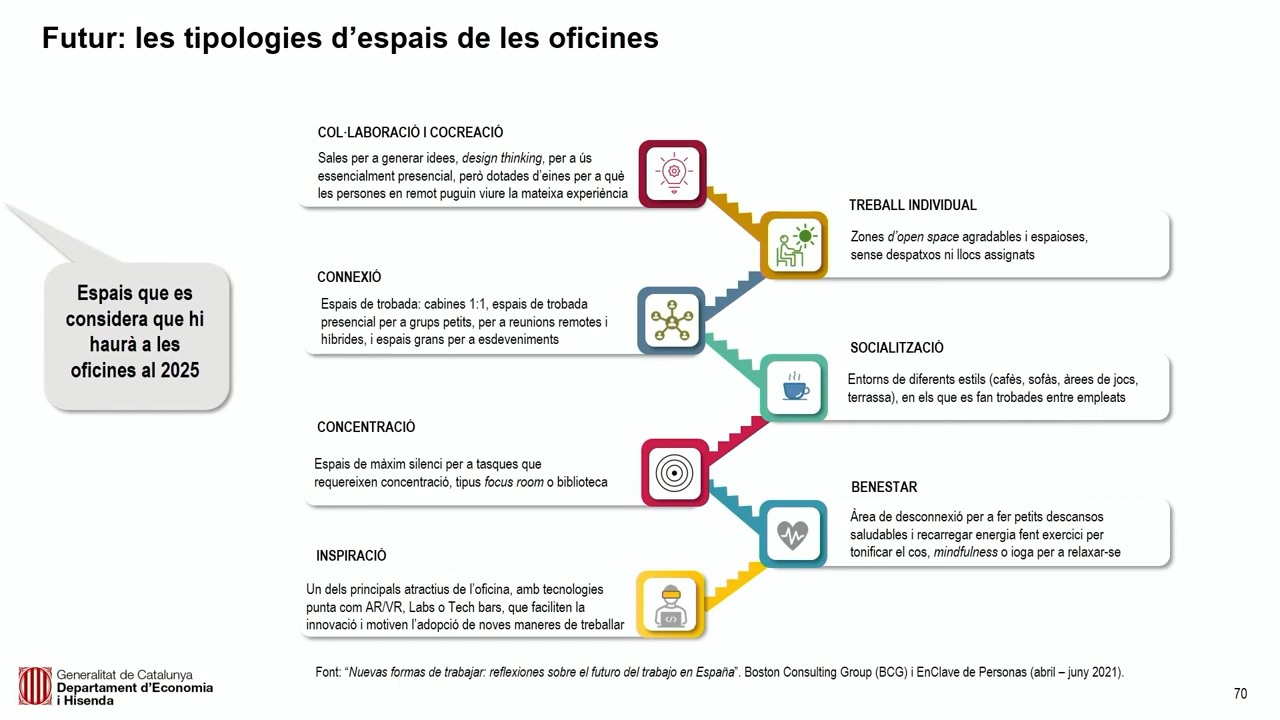 Futur: les tipologies d’espais de les oficines
COL·LABORACIÓ I COCREACIÓ
Sales per a generar idees, design thinking, per a ús
essencialment presencial, però dotades d’eines per a què
les persones en remot puguin viure la mateixa experiència
TREBALL INDIVIDUAL
Zones d’open space agradables i espaioses,
sense despatxos ni llocs assignats
Espais que es
considera que hi
haurà a les
oficines al 2025
CONNEXIÓ
Espais de trobada: cabines 1:1, espais de trobada
presencial per a grups petits, per a reunions remotes i
híbrides, i espais grans per a esdeveniments
SOCIALITZACIÓ
Entorns de diferents estils (cafès, sofàs, àrees de jocs,
terrassa), en els que es fan trobades entre empleats
CONCENTRACIÓ
Espais de màxim silenci per a tasques que
requereixen concentració, tipus focus room o biblioteca
BENESTAR
Àrea de desconnexió per a fer petits descansos
saludables i recarregar energia fent exercici per
tonificar el cos, mindfulness o ioga per a relaxar-se
INSPIRACIÓ
Un dels principals atractius de l’oficina, amb tecnologies
punta com AR/VR, Labs o Tech bars, que faciliten la
innovació i motiven l’adopció de noves maneres de treballar
</>
Font: “Nuevas formas de trabajar: reflexiones sobre el futuro del trabajo en España”. Boston Consulting Group (BCG) i EnClave de Personas (abril – juny 2021).
Generalitat de Catalunya
Departament d’Economia
i Hisenda
70